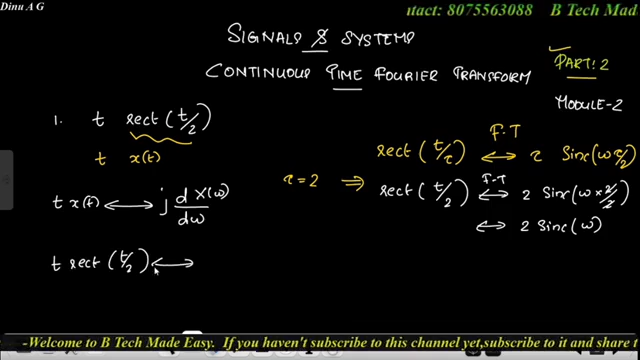 Dinu A G
ntact: 8075563088 B Tech Mad
SIGNALS & SYSTEMS
CONTINUOUS TIME FOURIER TRANSFORM
PART: 2
MODULE-2
1. t rect(t/2)
t x(t)
rect(t/τ) F.T ⟷ τ Sinc(ωτ/2)
τ=2 ⇒ rect(t/2) F.T ⟷ 2 Sinc(ω×2/2)
⟷ 2 Sinc(ω)
t x(t) ⟷ j d X(ω)/dω
t rect(t/2) ⟷
-Welcome to B Tech Made Easy. If you haven't subscribe to this channel yet,subscribe to it and share t